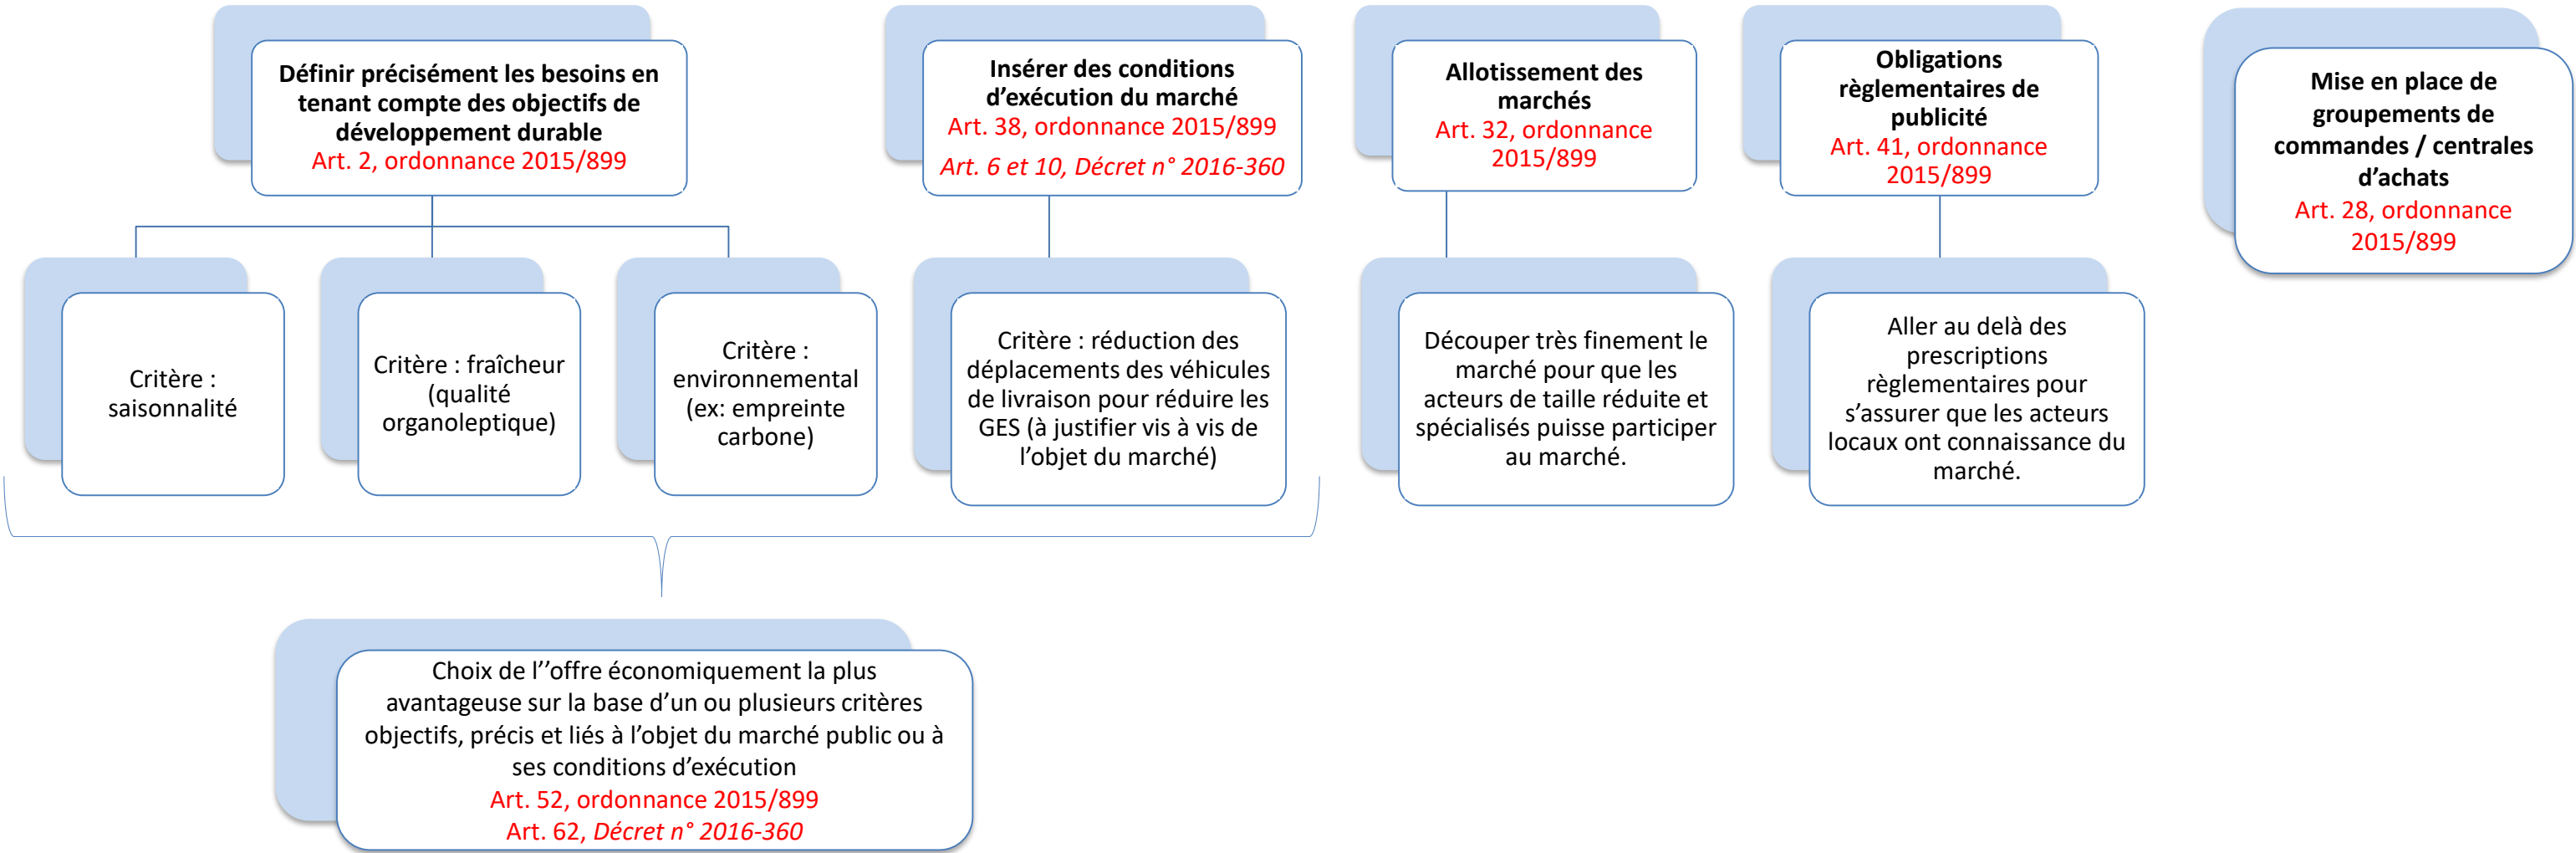 Définir précisément les besoins en
tenant compte des objectifs de
développement durable
Art. 2, ordonnance 2015/899
Insérer des conditions
d’exécution du marché
Art. 38, ordonnance 2015/899
Art. 6 et 10, Décret n° 2016-360
Allotissement des
marchés
Art. 32, ordonnance
2015/899
Obligations
règlementaires de
publicité
Art. 41, ordonnance
2015/899
Mise en place de
groupements de
commandes / centrales
d’achats
Art. 28, ordonnance
2015/899
Critère :
saisonnalité
Critère : fraîcheur
(qualité
organoleptique)
Critère :
environnemental
(ex: empreinte
carbone)
Critère : réduction des
déplacements des véhicules
de livraison pour réduire les
GES (à justifier vis à vis de
l’objet du marché)
Découper très finement le
marché pour que les
acteurs de taille réduite et
spécialisés puisse participer
au marché.
Aller au delà des
prescriptions
règlementaires pour
s’assurer que les acteurs
locaux ont connaissance du
marché.
Choix de l’’offre économiquement la plus
avantageuse sur la base d’un ou plusieurs critères
objectifs, précis et liés à l’objet du marché public ou à
ses conditions d’exécution
Art. 52, ordonnance 2015/899
Art. 62, Décret n° 2016-360